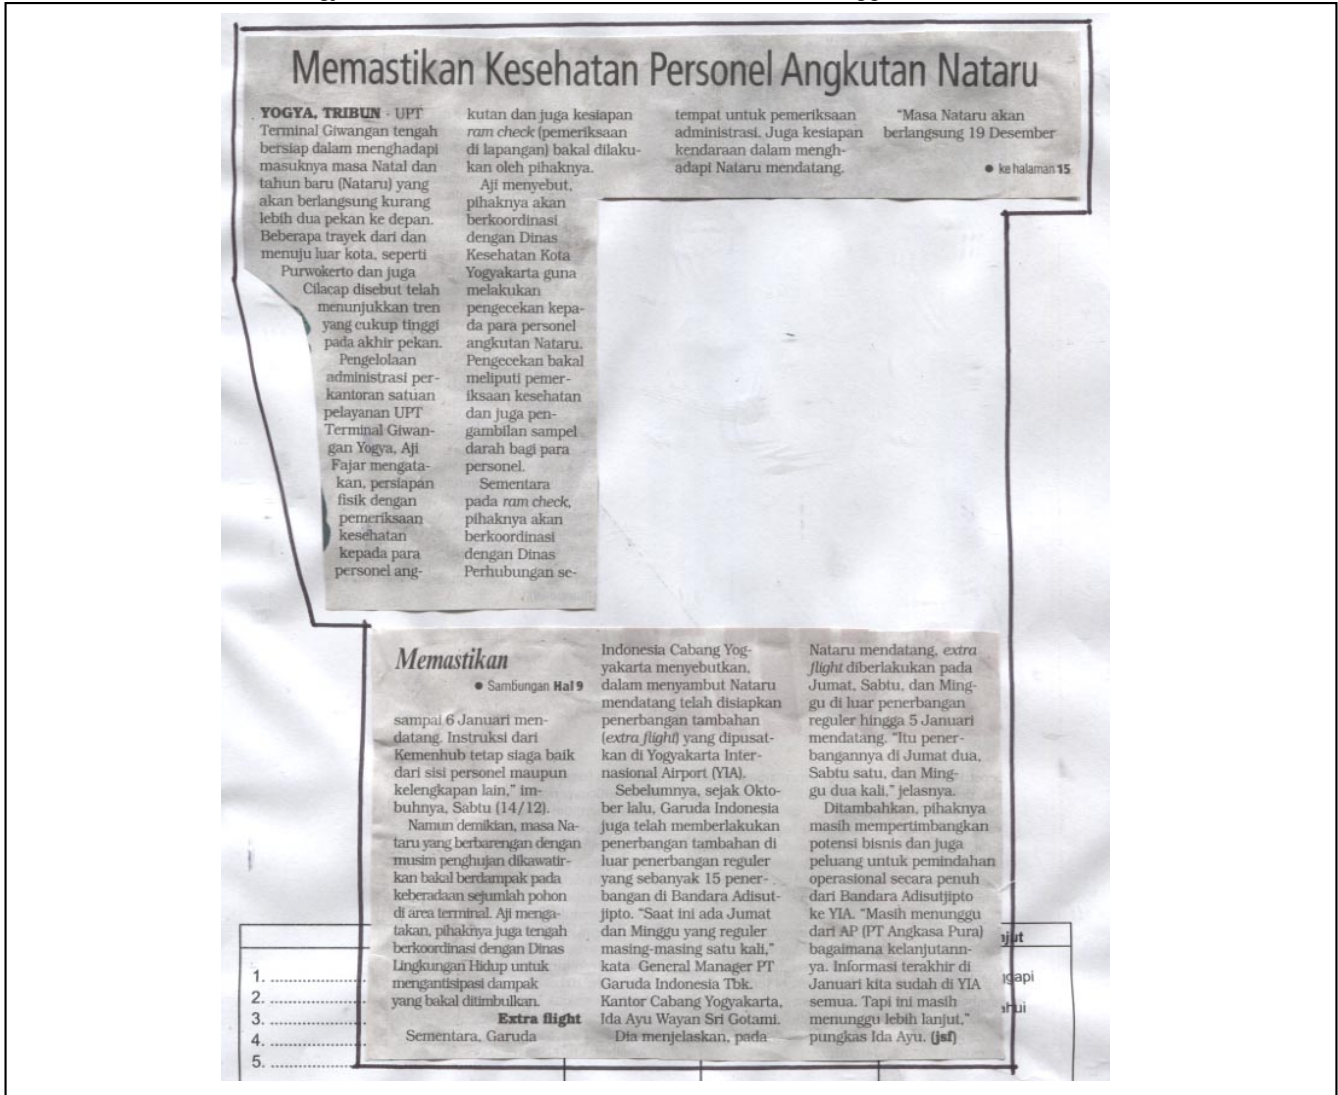 Memastikan Kesehatan Personel Angkutan Nataru
YOGYA, TRIBUN - UPT
Terminal Giwangan tengah
bersiap dalam menghadapi
masuknya masa Natal dan
tahun baru (Nataru) yang
akan berlangsung kurang
lebih dua pekan ke depan.
Beberapa trayek dari dan
menuju luar kota, seperti
Purwokerto dan juga
Cilacap disebut telah
menunjukkan tren
yang cukup tinggi
pada akhir pekan.
Pengelolaan
administrasi per-
kantoran satuan
pelayanan UPT
Terminal Giwan-
gan Yogya, Aji
Fajar mengata-
kan, persiapan
fisik dengan
pemeriksaan
kesehatan
kepada para
personel ang-
kutan dan juga kesiapan
ram check (pemeriksaan
di lapangan) bakal dilaku-
kan oleh pihaknya.
Aji menyebut,
pihaknya akan
berkoordinasi
dengan Dinas
Kesehatan Kota
Yogyakarta guna
melakukan
pengecekan kepa-
da para personel
angkutan Nataru.
Pengecekan bakal
meliputi pemer-
iksaan kesehatan
dan juga pen-
gambilan sampel
darah bagi para
personel.
Sementara
pada ram check,
pihaknya akan
berkoordinasi
dengan Dinas
Perhubungan se-
tempat untuk pemeriksaan
administrasi. Juga kesiapan
kendaraan dalam mengh-
adapi Nataru mendatang.
"Masa Nataru akan
berlangsung 19 Desember
● ke halaman 15
Memastikan
● Sambungan Hal 9
sampai 6 Januari men-
datang. Instruksi dari
Kemenhub tetap siaga baik
dari sisi personel maupun
kelengkapan lain," im-
buhnya, Sabtu (14/12).
Namun demikian, masa Na-
taru yang berbarengan dengan
musim penghujan dikawatir-
kan bakal berdampak pada
keberadaan sejumlah pohon
di area terminal. Aji menga-
takan, pihaknya juga tengah
berkoordinasi dengan Dinas
Lingkungan Hidup untuk
mengantisipasi dampak
yang bakal ditimbulkan.
Extra flight
Sementara, Garuda
Indonesia Cabang Yog-
yakarta menyebutkan,
dalam menyambut Nataru
mendatang telah disiapkan
penerbangan tambahan
(extra flight) yang dipusat-
kan di Yogyakarta Inter-
nasional Airport (YIA).
Sebelumnya, sejak Okto-
ber lalu, Garuda Indonesia
juga telah memberlakukan
penerbangan tambahan di
luar penerbangan reguler
yang sebanyak 15 pener-
bangan di Bandara Adisut-
jipto. "Saat ini ada Jumat
dan Minggu yang reguler
masing-masing satu kali,"
kata General Manager PT
Garuda Indonesia Tbk.
Kantor Cabang Yogyakarta,
Ida Ayu Wayan Sri Gotami.
Dia menjelaskan, pada
Nataru mendatang, extra
flight diberlakukan pada
Jumat, Sabtu, dan Ming-
gu di luar penerbangan
reguler hingga 5 Januari
mendatang. "Itu pener-
bangannya di Jumat dua,
Sabtu satu, dan Ming-
gu dua kali," jelasnya.
Ditambahkan, pihaknya
masih mempertimbangkan
potensi bisnis dan juga
peluang untuk pemindahan
operasional secara penuh
dari Bandara Adisutjipto
ke YIA. "Masih menunggu
dari AP (PT Angkasa Pura)
bagaimana kelanjutann-
ya. Informasi terakhir di
Januari kita sudah di YIA
semua. Tapi ini masih
menunggu lebih lanjut,"
pungkas Ida Ayu. (jsf)
1. ....................
2. ....................
3. ....................
4. ....................
5. ....................